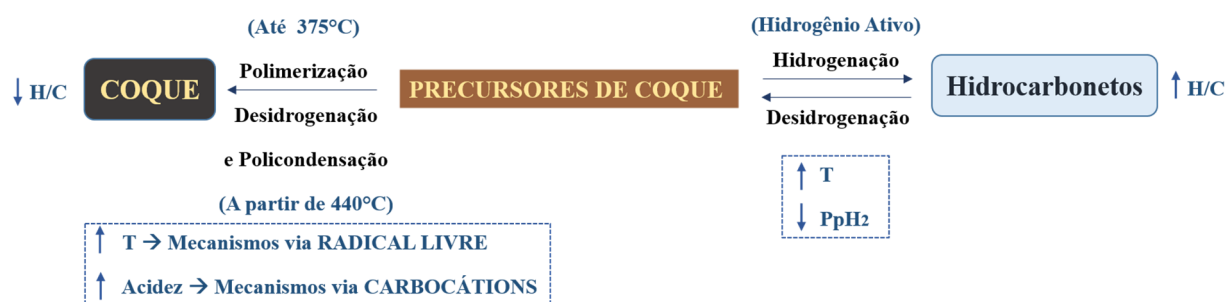 (Até 375°C)
(Hidrogênio Ativo)
↓ H/C
COQUE
Polimerização
Desidrogenação
e Policondensação
(A partir de 440°C)
PRECURSORES DE COQUE
Hidrogenação
Desidrogenação
Hidrocarbonetos
↑ H/C
↑ T
↓ PpH2
↑ T → Mecanismos via RADICAL LIVRE
↑ Acidez → Mecanismos via CARBOCÁTIONS